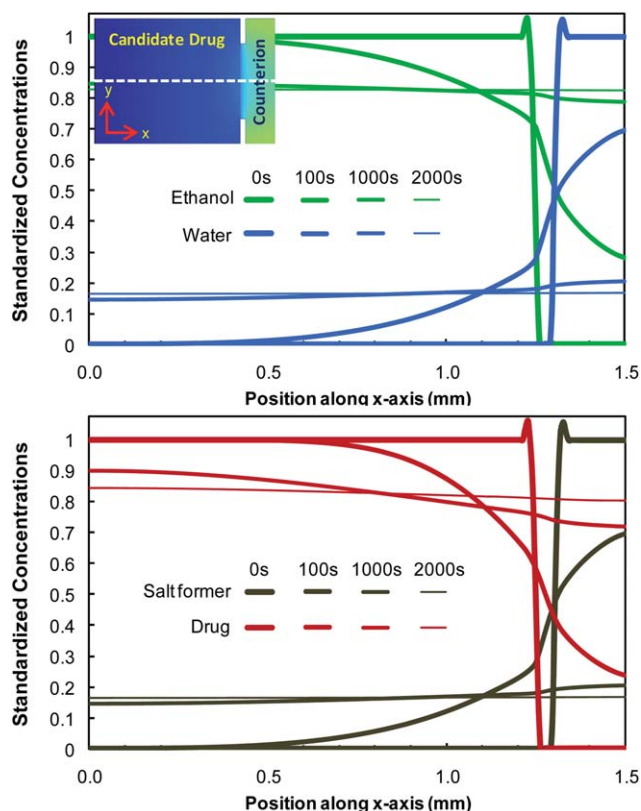 Standardized Concentrations
1
0.9
0.8
0.7
0.6
0.5
0.4
0.3
0.2
0.1
0
Candidate Drug
Counterion
y
x
0s 100s 1000s 2000s
Ethanol
Water
0.0 0.5 1.0 1.5
Position along x-axis (mm)
Standardized Concentrations
1
0.9
0.8
0.7
0.6
0.5
0.4
0.3
0.2
0.1
0
0s 100s 1000s 2000s
Salt former
Drug
0.0 0.5 1.0 1.5
Position along x-axis (mm)